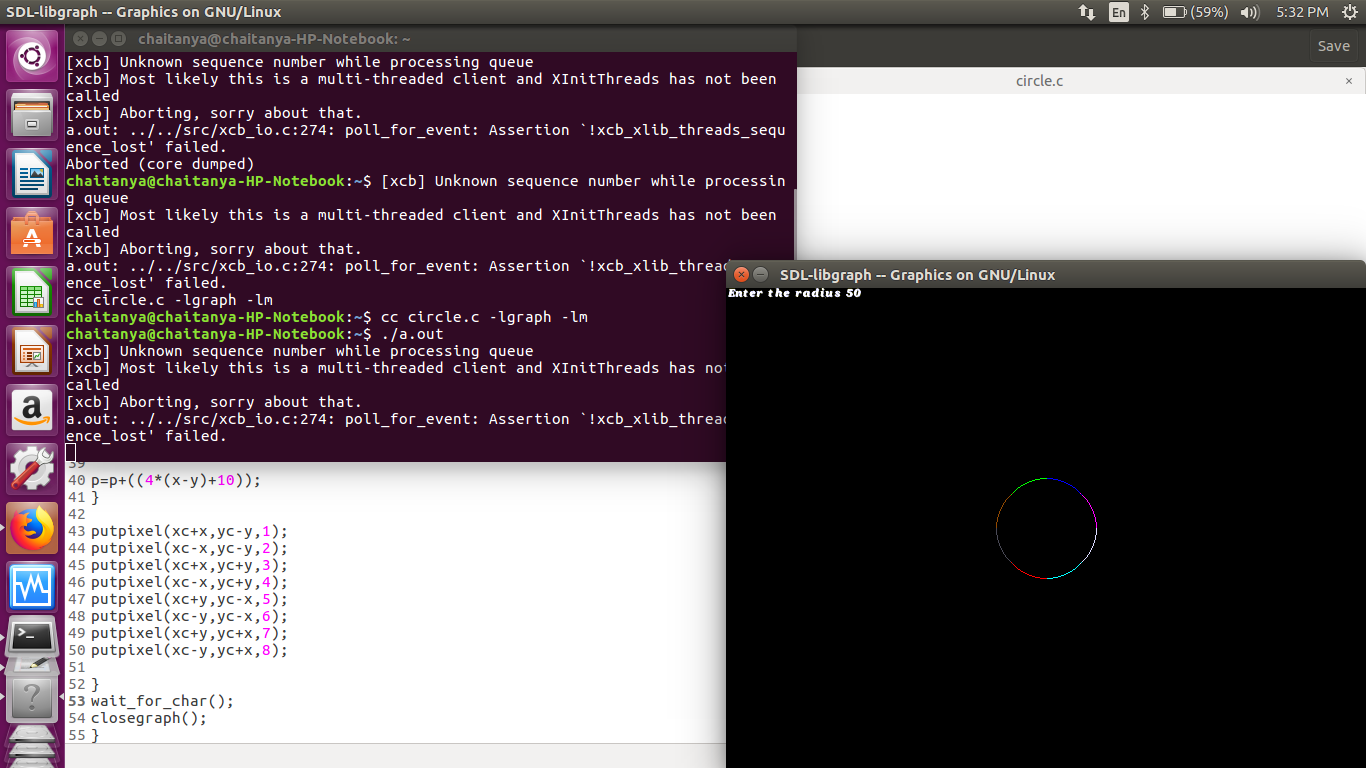 SDL-libgraph -- Graphics on GNU/Linux
En
(59%)
5:32 PM
chaitanya@chaitanya-HP-Notebook: ~
Save
circle.c
×
[xcb] Unknown sequence number while processing queue
[xcb] Most likely this is a multi-threaded client and XInitThreads has not been
called
[xcb] Aborting, sorry about that.
a.out: ../../src/xcb_io.c:274: poll_for_event: Assertion `!xcb_xlib_threads_sequ
ence_lost' failed.
Aborted (core dumped)
chaitanya@chaitanya-HP-Notebook:~$ [xcb] Unknown sequence number while processin
g queue
[xcb] Most likely this is a multi-threaded client and XInitThreads has not been
called
[xcb] Aborting, sorry about that.
a.out: ../../src/xcb_io.c:274: poll_for_event: Assertion `!xcb_xlib_thread
ence_lost' failed.
cc circle.c -lgraph -lm
chaitanya@chaitanya-HP-Notebook:~$ cc circle.c -lgraph -lm
chaitanya@chaitanya-HP-Notebook:~$ ./a.out
[xcb] Unknown sequence number while processing queue
[xcb] Most likely this is a multi-threaded client and XInitThreads has not
called
[xcb] Aborting, sorry about that.
a.out: ../../src/xcb_io.c:274: poll_for_event: Assertion `!xcb_xlib_thread
ence_lost' failed.
39
40 p=p+((4*(x-y)+10));
41 }
42
43 putpixel(xc+x,yc-y,1);
44 putpixel(xc-x,yc-y,2);
45 putpixel(xc+x,yc+y,3);
46 putpixel(xc-x,yc+y,4);
47 putpixel(xc+y,yc-x,5);
48 putpixel(xc-y,yc-x,6);
49 putpixel(xc+y,yc+x,7);
50 putpixel(xc-y,yc+x,8);
51
52 }
53 wait_for_char();
54 closegraph();
55 }
SDL-libgraph -- Graphics on GNU/Linux
Enter the radius 50